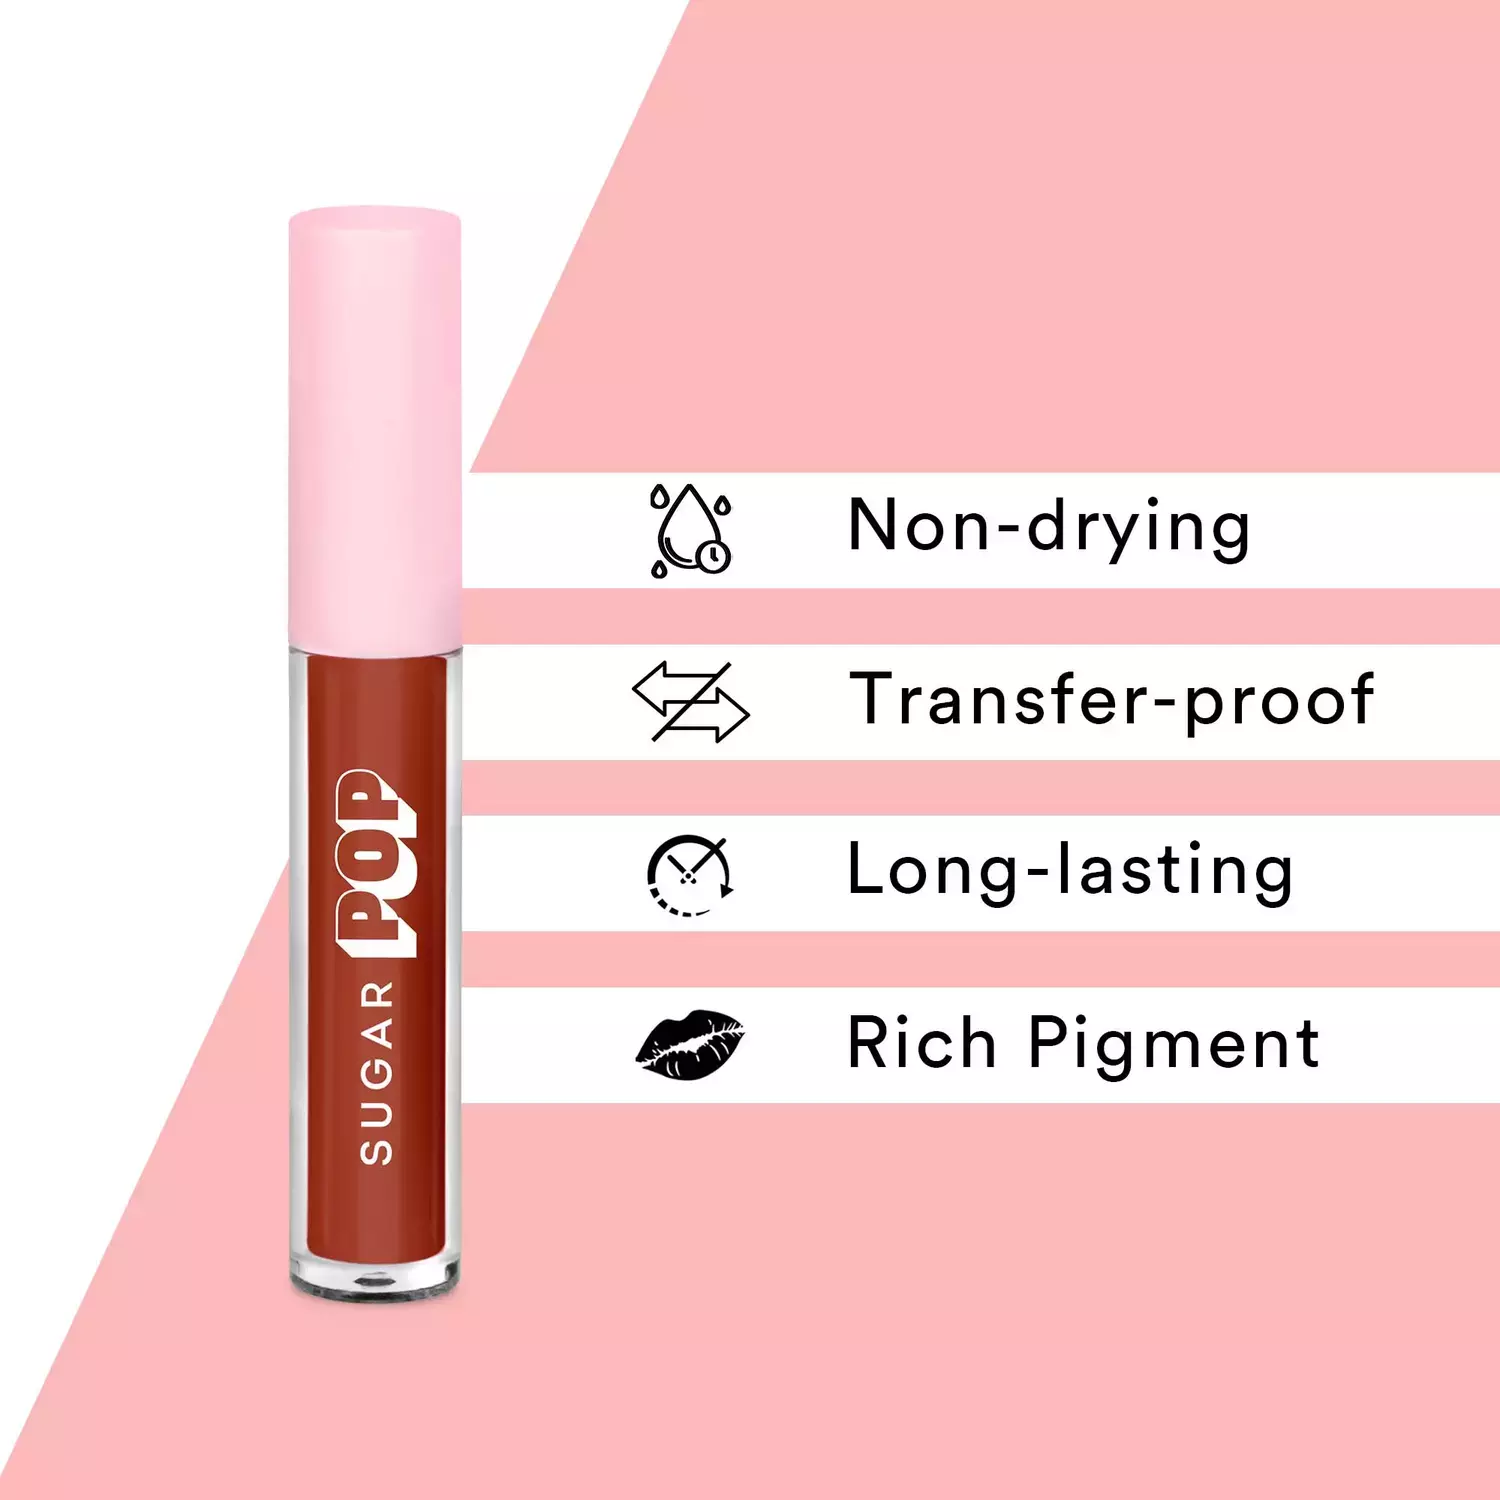 SUGAR POP
Non-drying
Transfer-proof
Long-lasting
Rich Pigment